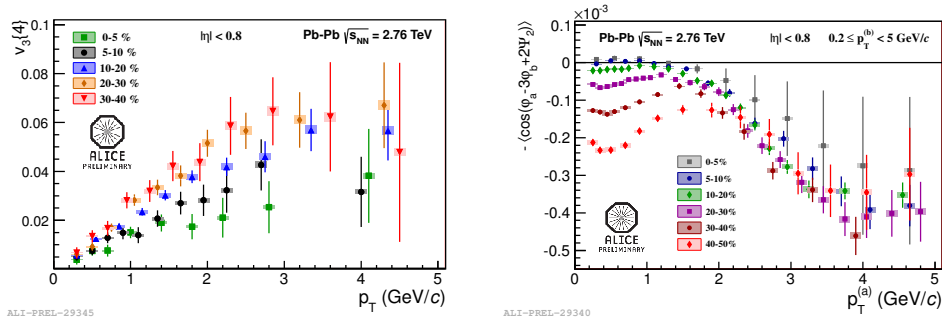 v₃{4}
0.1
0.08
0.06
0.04
0.02
0-5 %
5-10 %
10-20 %
20-30 %
30-40 %
|η| < 0.8
Pb-Pb √sNN = 2.76 TeV
ALICE
PRELIMINARY
0 1 2 3 4 5
pT (GeV/c)
ALI-PREL-29345
×10⁻³
- ⟨cos(φa-3φb+2Ψ2)⟩
0.1
0
-0.1
-0.2
-0.3
-0.4
-0.5
Pb-Pb √sNN = 2.76 TeV
|η| < 0.8
0.2 ≤ pT(b) < 5 GeV/c
0-5%
5-10%
10-20%
20-30%
30-40%
40-50%
ALICE
PRELIMINARY
0 1 2 3 4 5
pT(a) (GeV/c)
ALI-PREL-29340